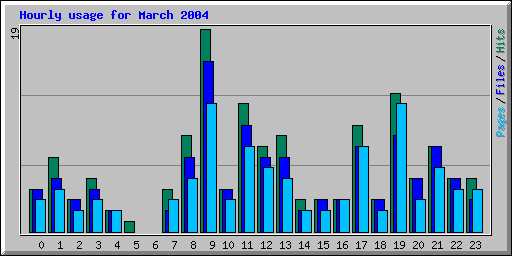 Hourly usage for March 2004
19
Pages / Files / Hits
0 1 2 3 4 5 6 7 8 9 10 11 12 13 14 15 16 17 18 19 20 21 22 23